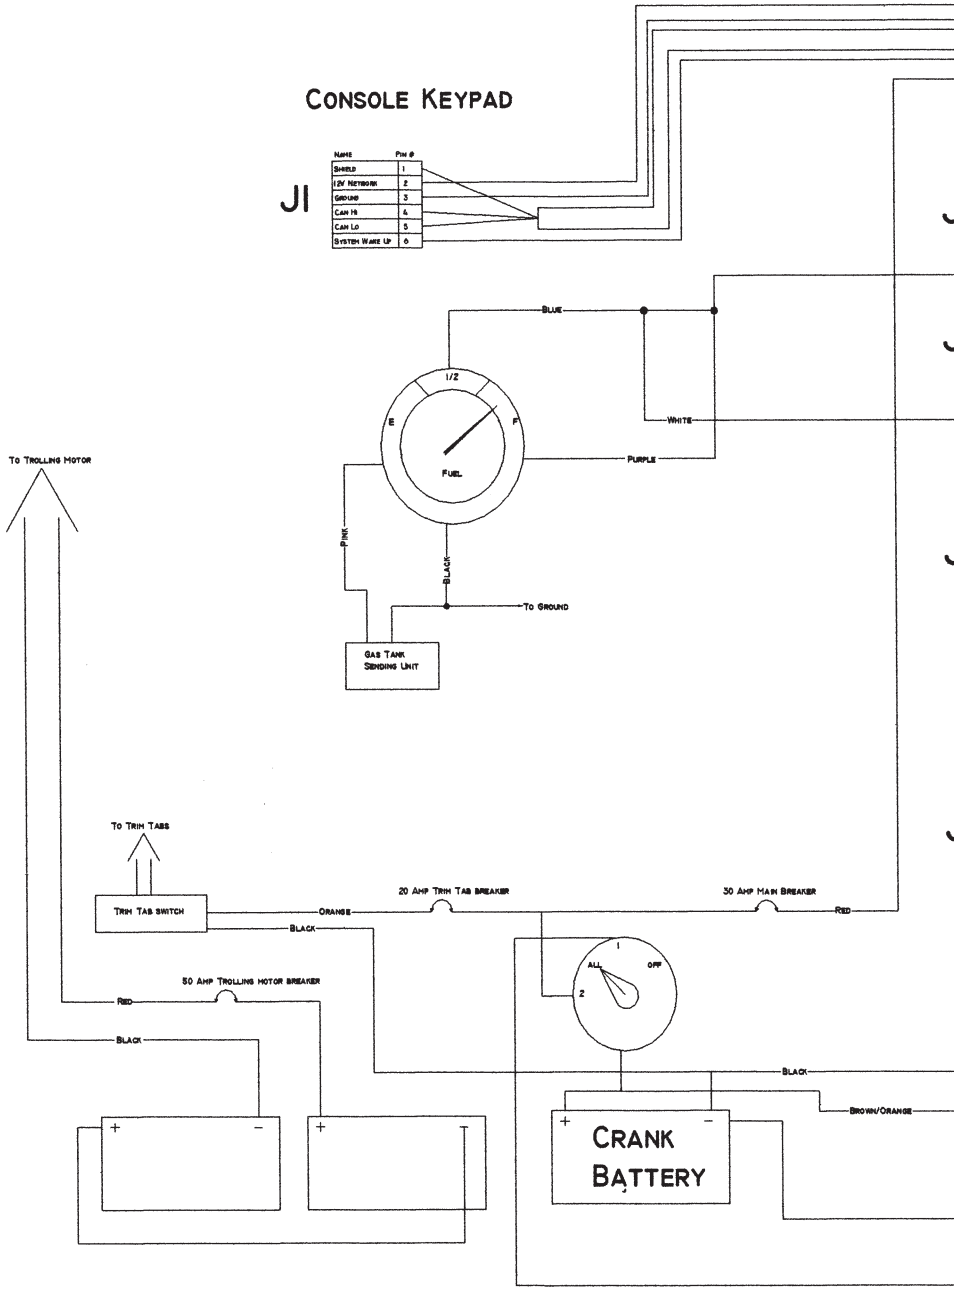 CONSOLE KEYPAD
NAME PIN #
J1
SHIELD 1
12V NETWORK 2
GROUND 3
CAN HI 4
CAN LO 5
SYSTEM WAKE UP 6
BLUE
1/2
E F
WHITE
FUEL
PURPLE
TO TROLLING MOTOR
PINK
BLACK
TO GROUND
GAS TANK
SENDING UNIT
TO TRIM TABS
20 AMP TRIM TAB BREAKER
30 AMP MAIN BREAKER
TRIM TAB SWITCH
ORANGE
RED
BLACK
1
ALL OFF
2
50 AMP TROLLING MOTOR BREAKER
RED
BLACK
BLACK
BROWN/ORANGE
+ -
+ -
+ -
CRANK
BATTERY